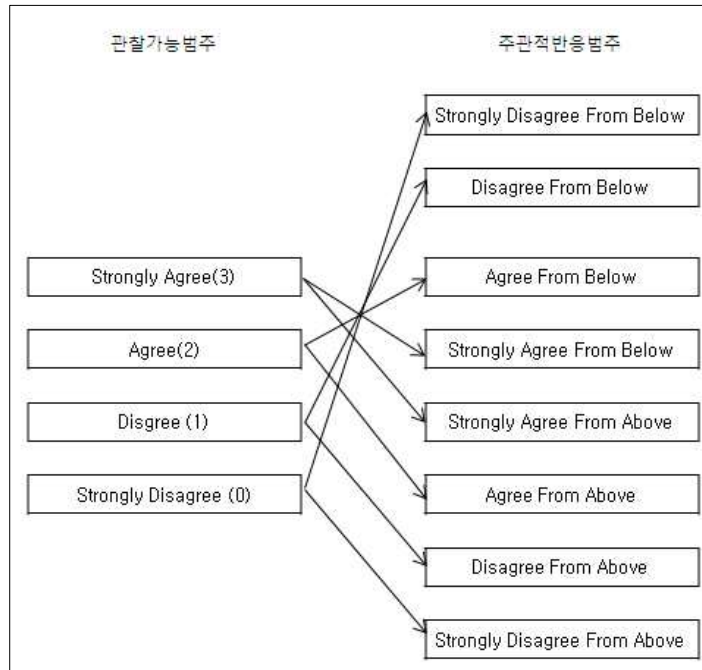 관찰가능범주
주관적반응범주
Strongly Disagree From Below
Disagree From Below
Strongly Agree(3)
Agree From Below
Agree(2)
Strongly Agree From Below
Disgree (1)
Strongly Agree From Above
Strongly Disagree (0)
Agree From Above
Disagree From Above
Strongly Disagree From Above